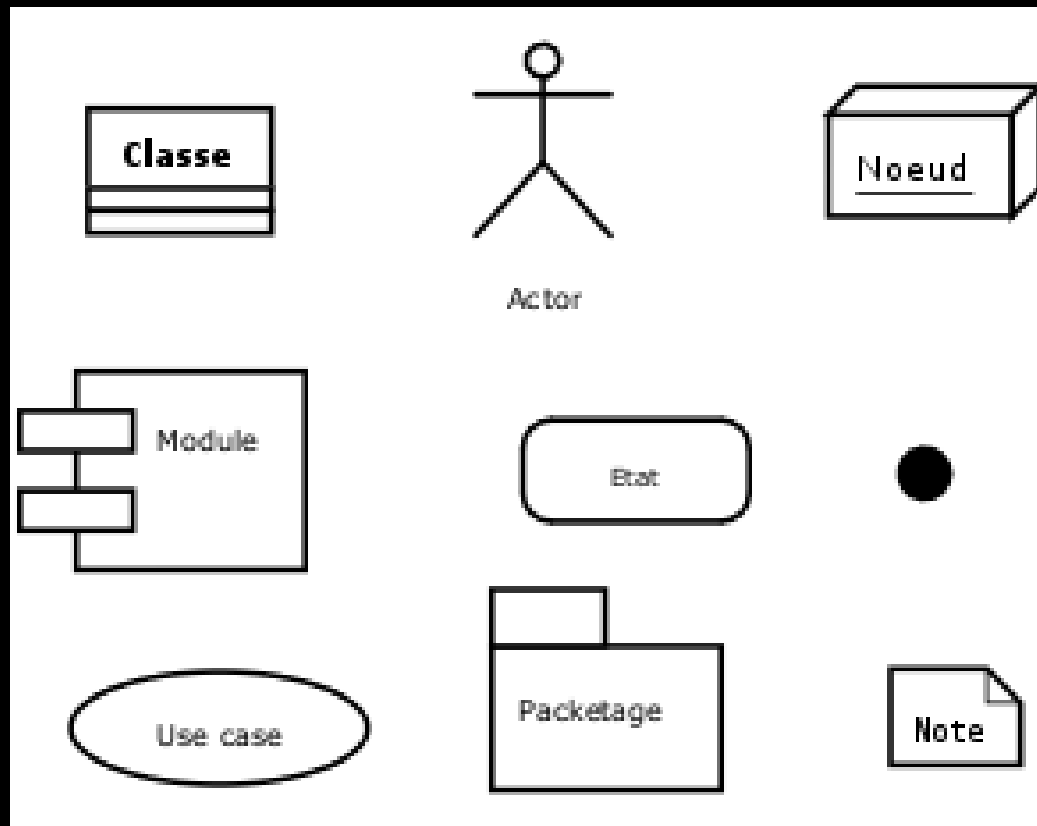 Classe
Noeud
Actor
Module
Etat
Use case
Packetage
Note